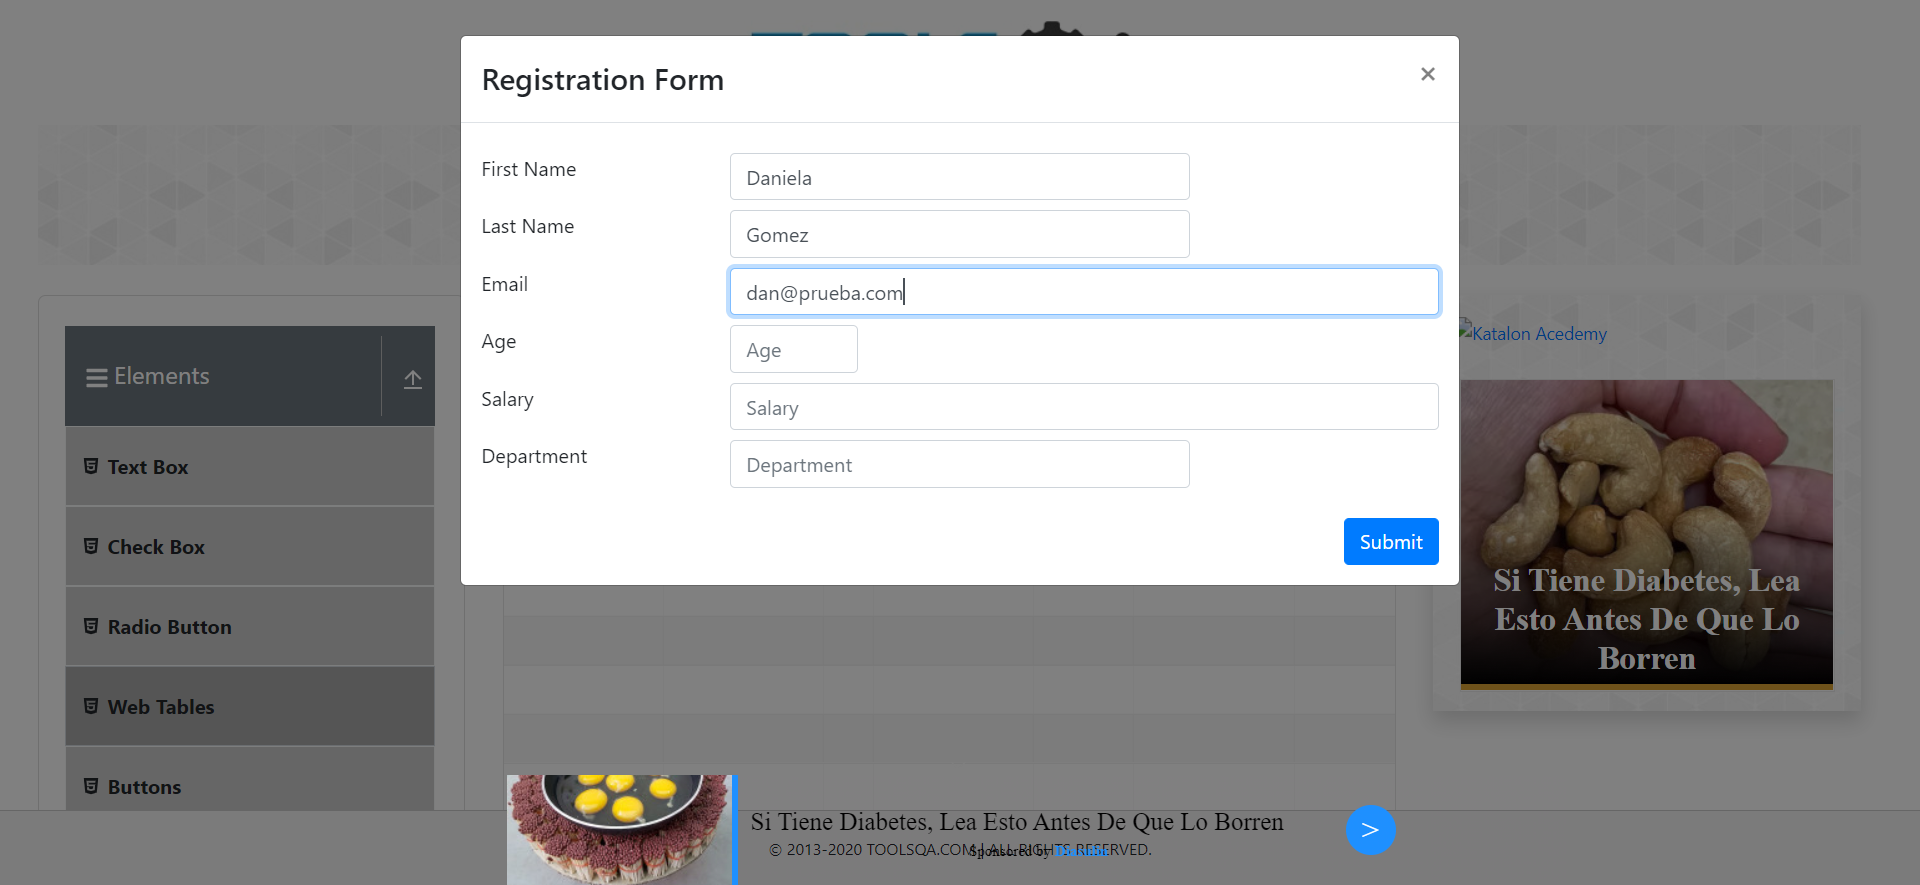 Registration Form
×
First Name
Daniela
Last Name
Gomez
Email
dan@prueba.com
Age
Age
Salary
Salary
Department
Department
Submit
Elements
Text Box
Check Box
Radio Button
Web Tables
Buttons
Katalon Acedemy
Si Tiene Diabetes, Lea
Esto Antes De Que Lo
Borren
Si Tiene Diabetes, Lea Esto Antes De Que Lo Borren
>
© 2013-2020 TOOLSQA.COM | ALL RIGHTS RESERVED.
Sponsored by